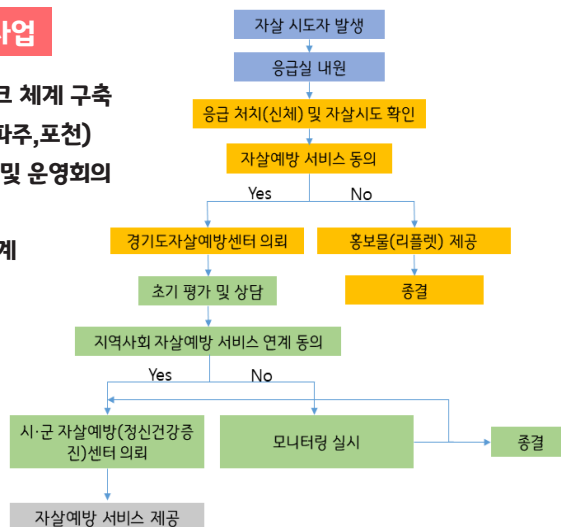 사업
체계 구축
파주,포천)
및 운영회의
자살 시도자 발생
응급실 내원
응급 처치(신체) 및 자살시도 확인
자살예방 서비스 동의
Yes
No
경기도자살예방센터 의뢰
홍보물(리플렛) 제공
초기 평가 및 상담
종결
지역사회 자살예방 서비스 연계 동의
Yes
No
시·군 자살예방(정신건강증
진)센터 의뢰
모니터링 실시
종결
자살예방 서비스 제공